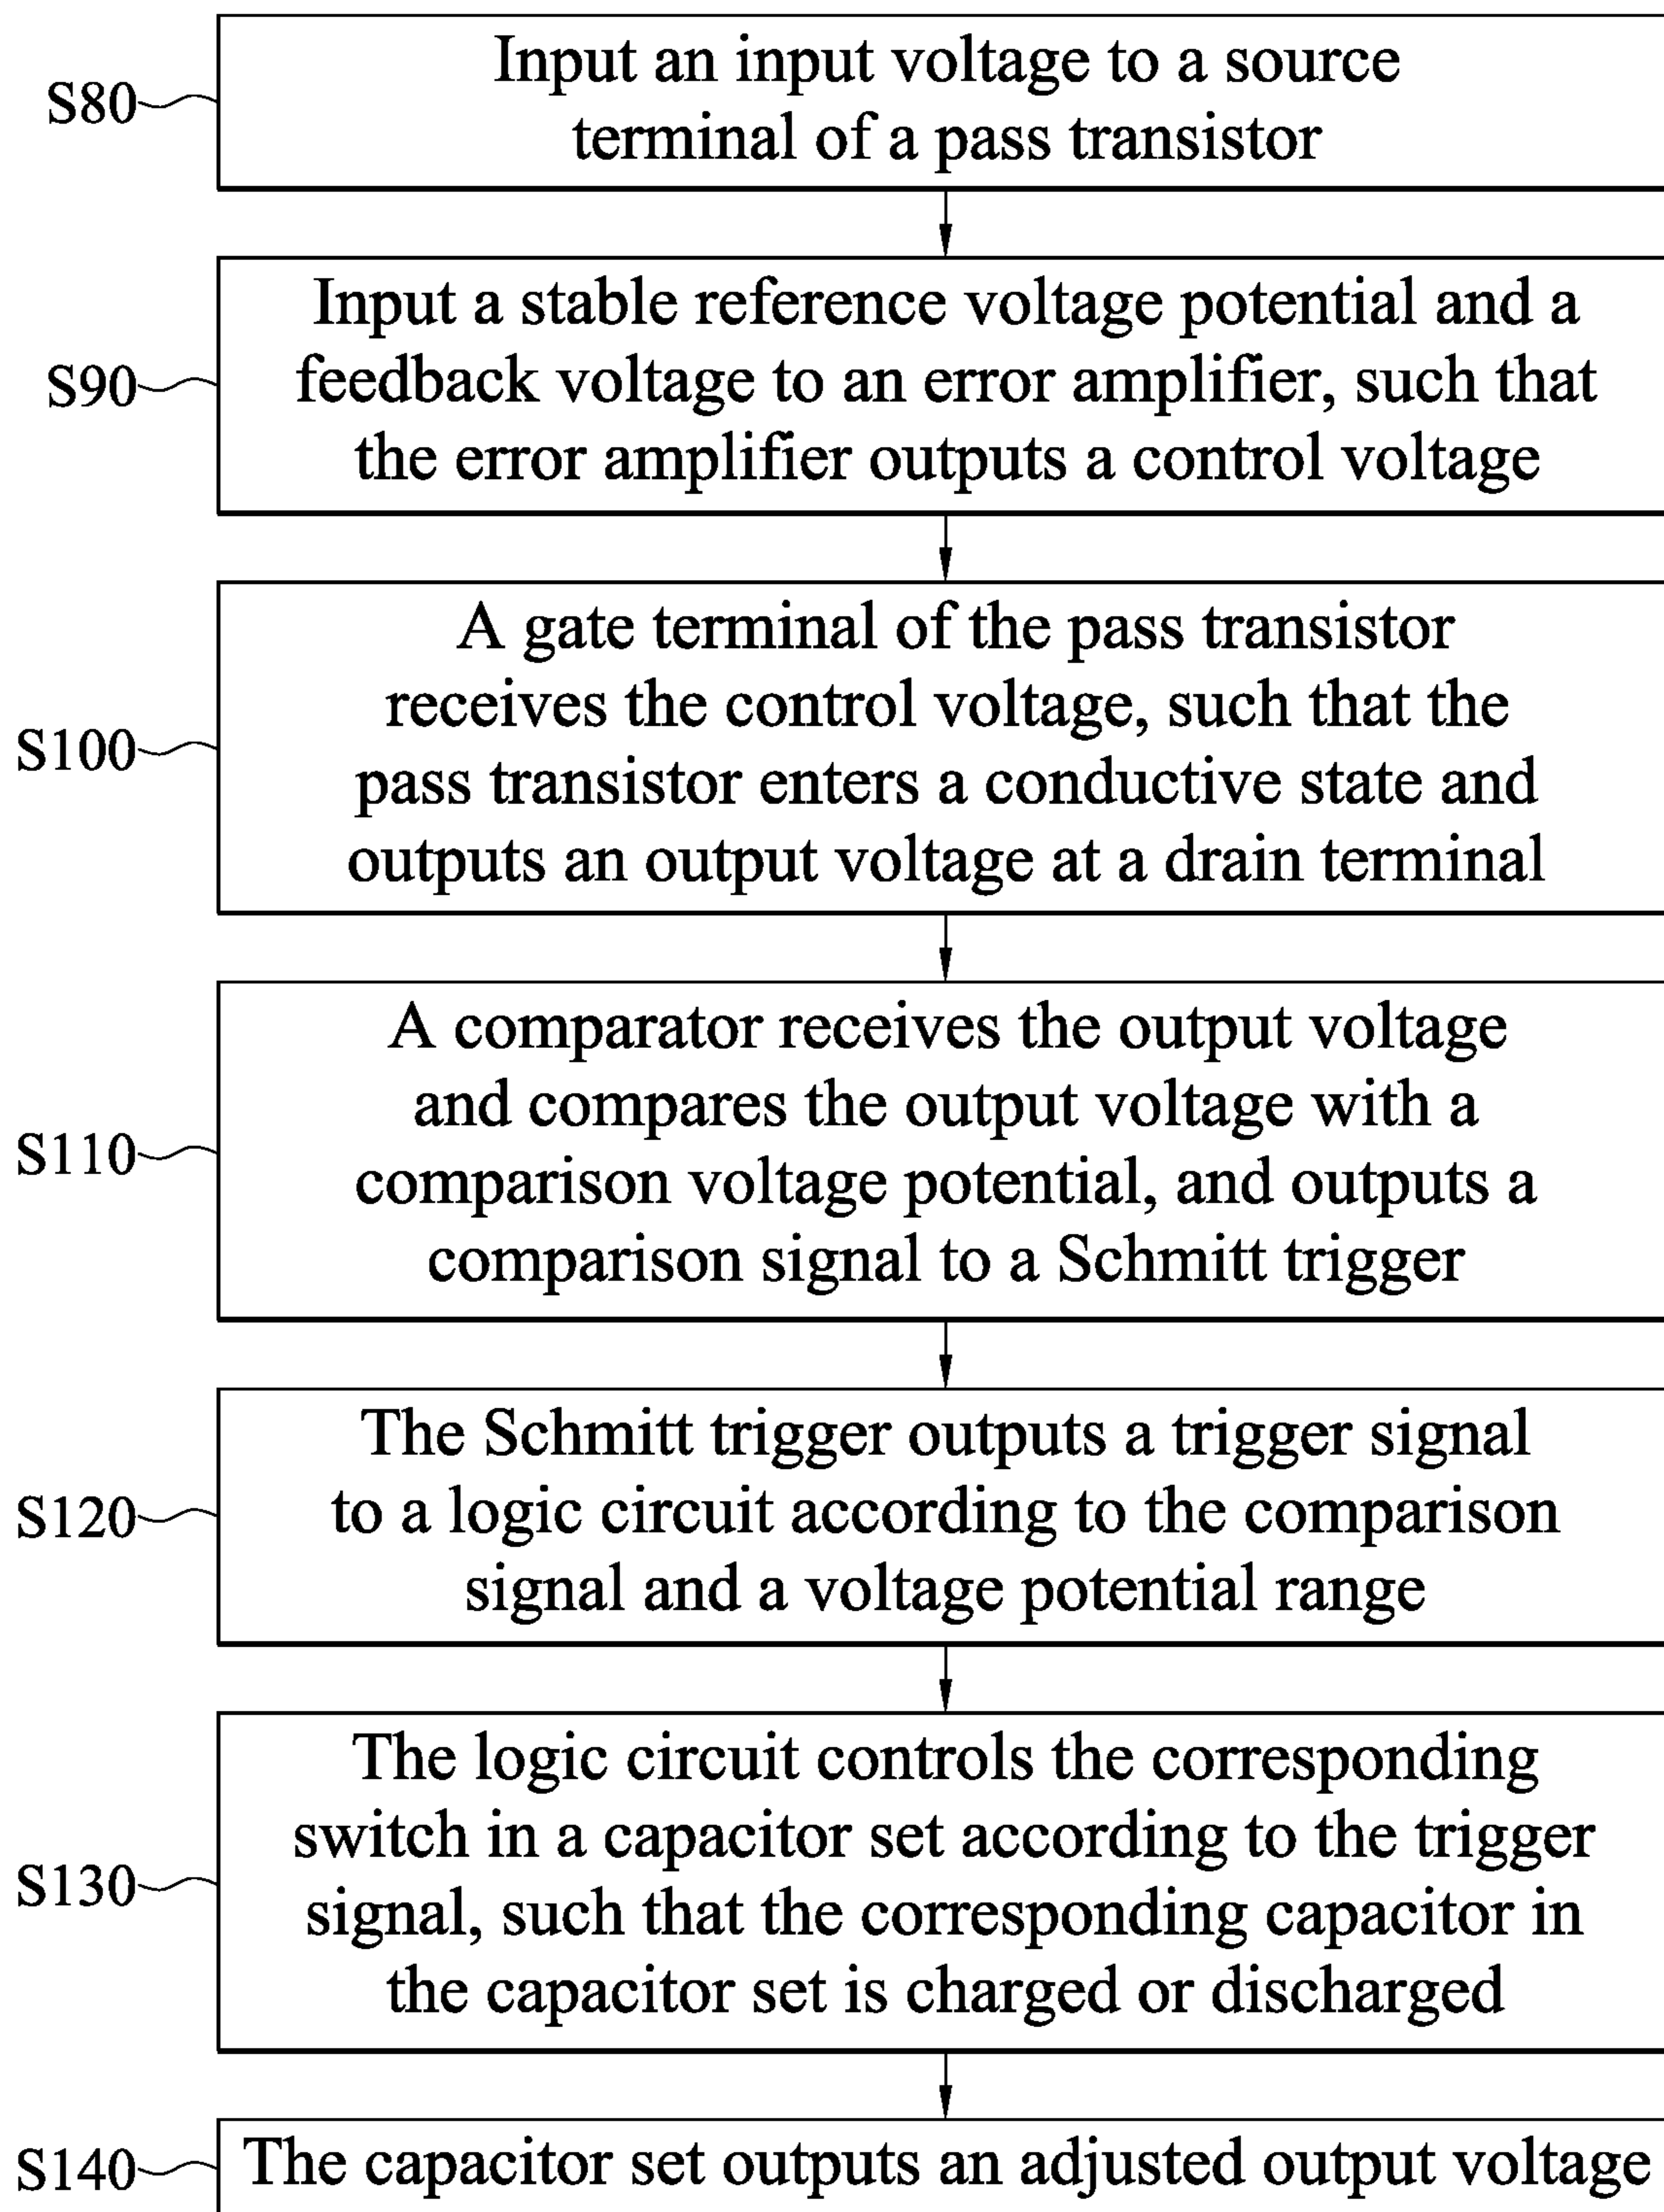 S80
Input an input voltage to a source
terminal of a pass transistor
S90
Input a stable reference voltage potential and a
feedback voltage to an error amplifier, such that
the error amplifier outputs a control voltage
S100
A gate terminal of the pass transistor
receives the control voltage, such that the
pass transistor enters a conductive state and
outputs an output voltage at a drain terminal
S110
A comparator receives the output voltage
and compares the output voltage with a
comparison voltage potential, and outputs a
comparison signal to a Schmitt trigger
S120
The Schmitt trigger outputs a trigger signal
to a logic circuit according to the comparison
signal and a voltage potential range
S130
The logic circuit controls the corresponding
switch in a capacitor set according to the trigger
signal, such that the corresponding capacitor in
the capacitor set is charged or discharged
S140
The capacitor set outputs an adjusted output voltage